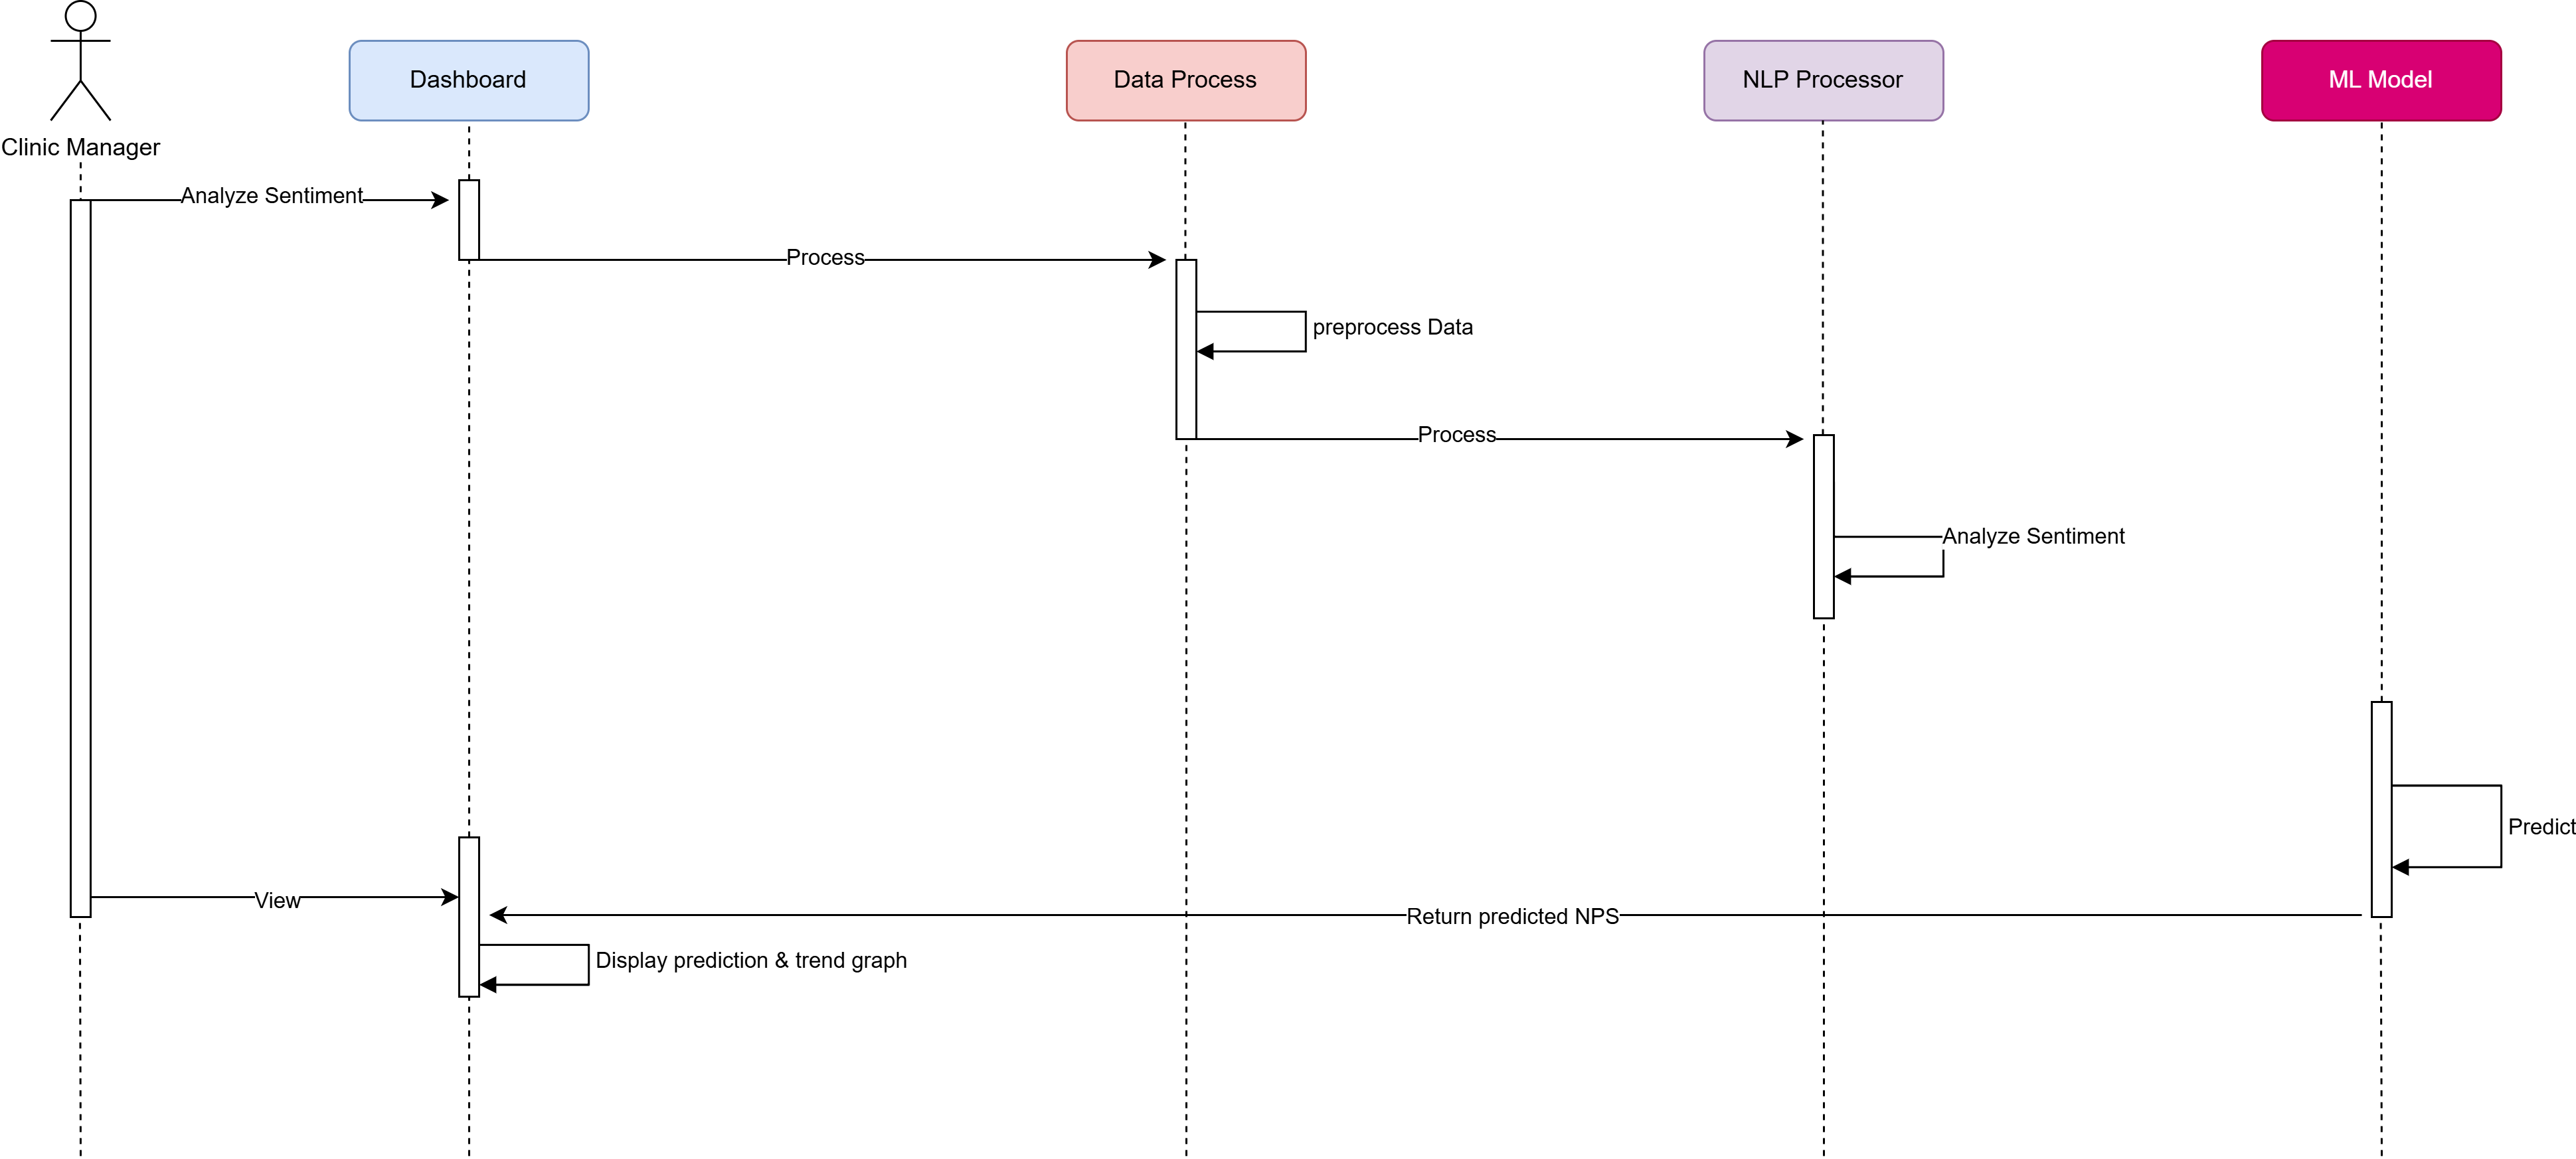 Dashboard
Data Process
NLP Processor
ML Model
Clinic Manager
Analyze Sentiment
Process
preprocess Data
Process
Analyze Sentiment
Predict
View
Return predicted NPS
Display prediction & trend graph